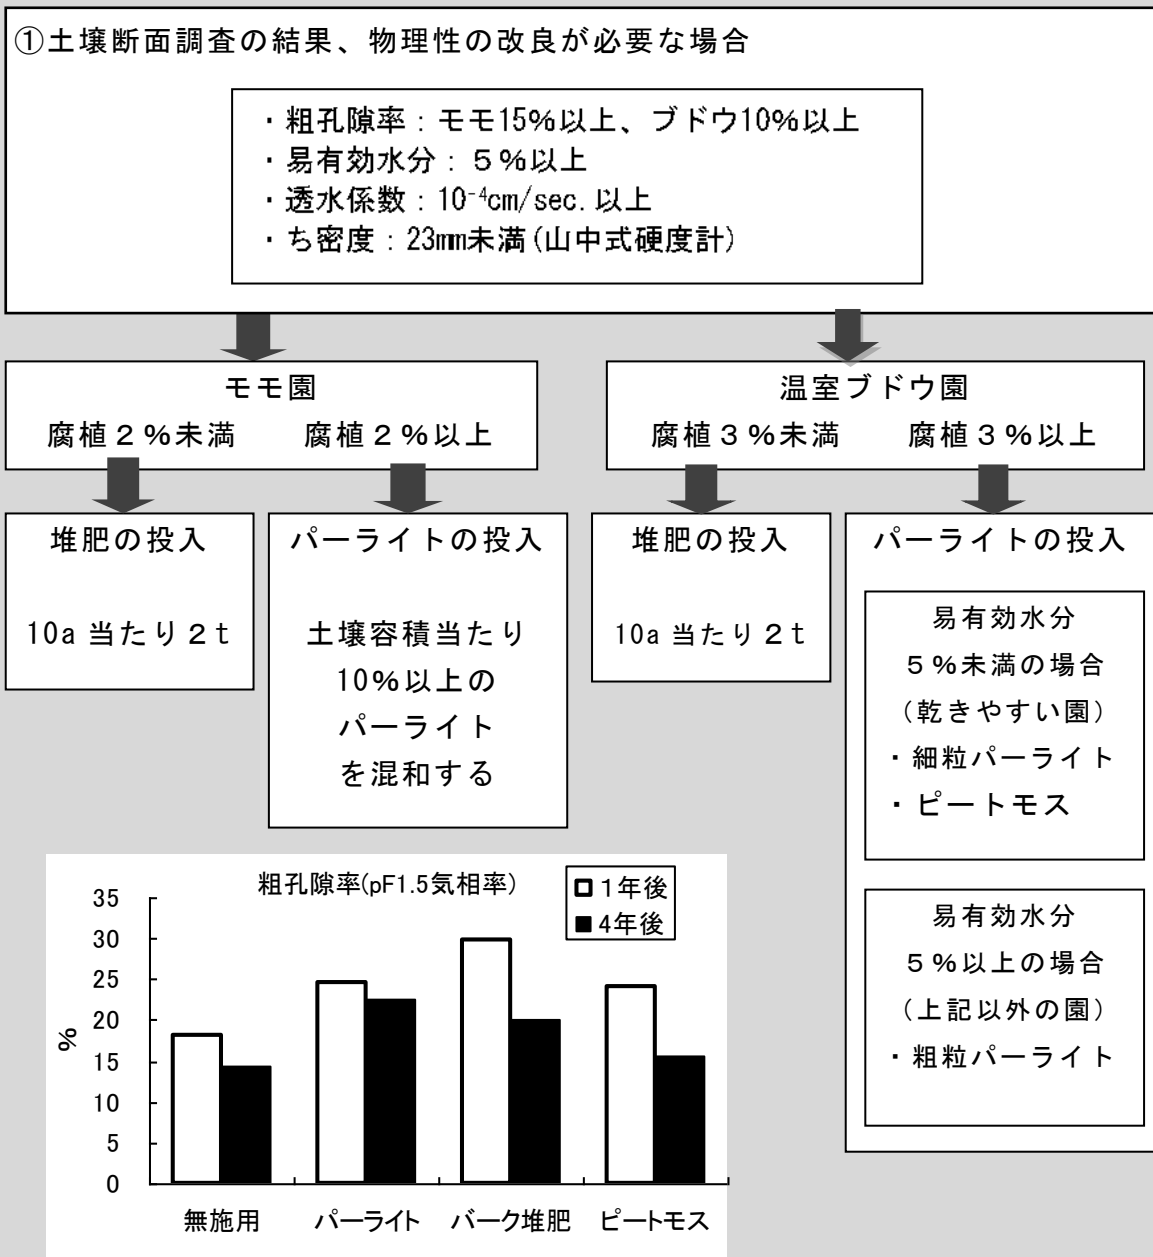 ①土壌断面調査の結果、物理性の改良が必要な場合
・粗孔隙率：モモ15%以上、ブドウ10%以上
・易有効水分：５%以上
・透水係数：10⁻⁴cm/sec.以上
・ち密度：23mm未満(山中式硬度計)
モモ園
腐植２%未満　腐植２%以上
温室ブドウ園
腐植３%未満　腐植３%以上
堆肥の投入
10a 当たり２t
パーライトの投入
土壌容積当たり
10%以上の
パーライト
を混和する
堆肥の投入
10a 当たり２t
パーライトの投入
易有効水分
５%未満の場合
（乾きやすい園）
・細粒パーライト
・ピートモス
易有効水分
５%以上の場合
（上記以外の園）
・粗粒パーライト
粗孔隙率(pF1.5気相率)
1年後
4年後
%
35
30
25
20
15
10
5
0
無施用　パーライト　バーク堆肥　ピートモス